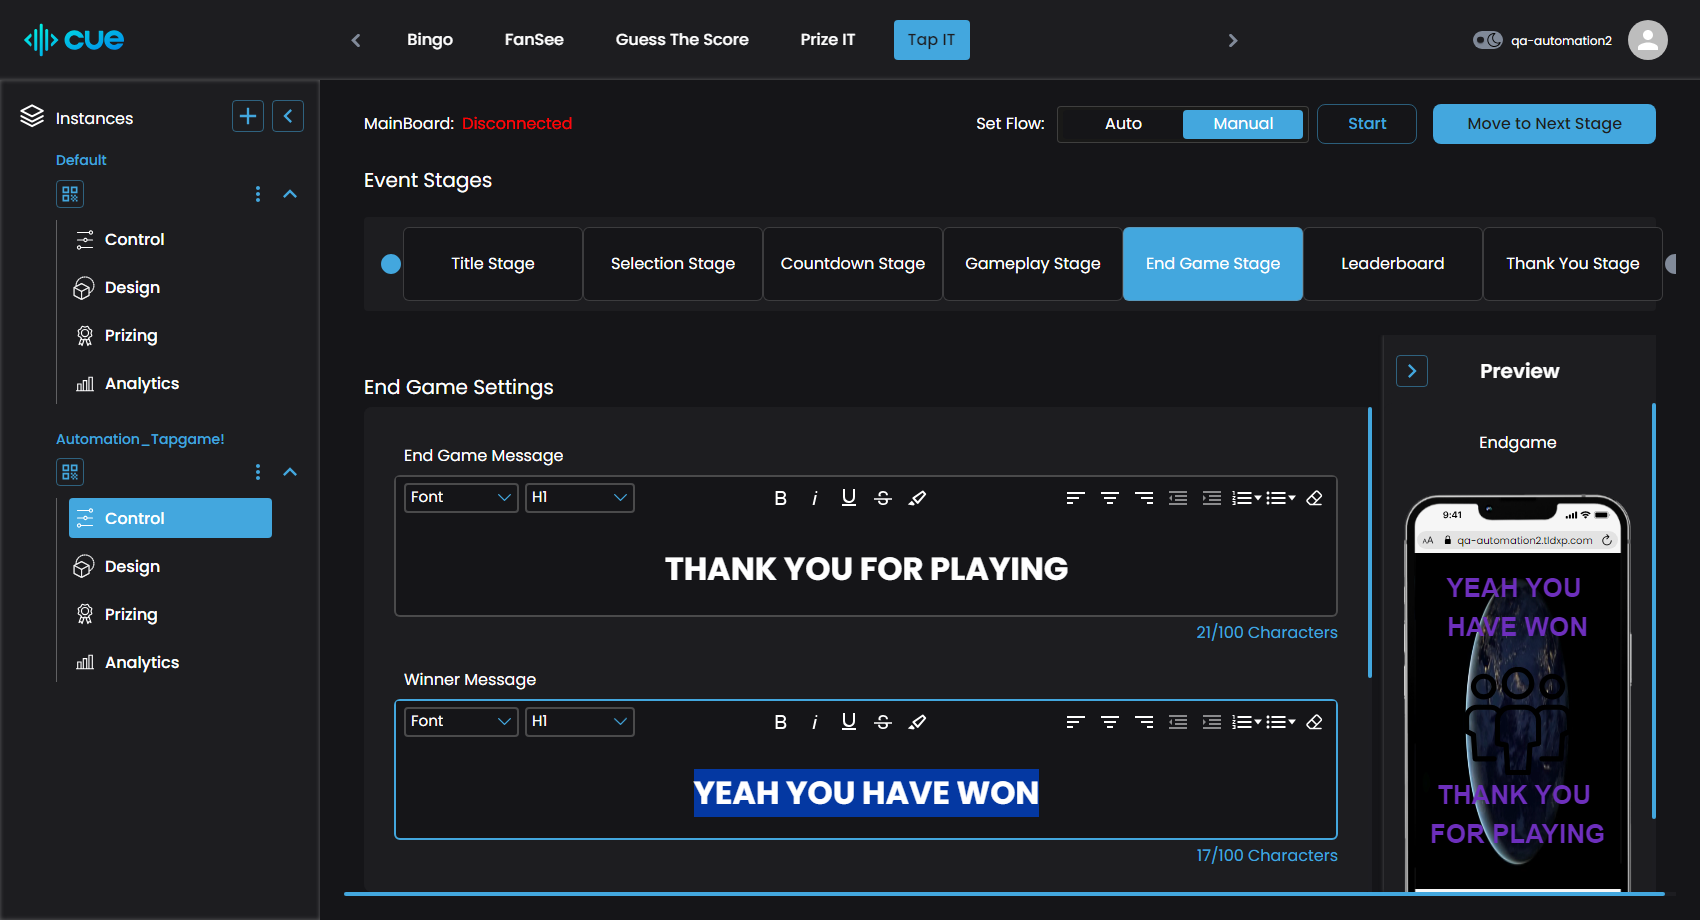 cue
Bingo
FanSee
Guess The Score
Prize IT
Tap IT
qa-automation2
Instances
Default
Control
Design
Prizing
Analytics
Automation_Tapgame!
Control
Design
Prizing
Analytics
MainBoard: Disconnected
Set Flow:
Auto
Manual
Start
Move to Next Stage
Event Stages
Title Stage
Selection Stage
Countdown Stage
Gameplay Stage
End Game Stage
Leaderboard
Thank You Stage
End Game Settings
End Game Message
Font
H1
B
i
U
S
THANK YOU FOR PLAYING
21/100 Characters
Winner Message
Font
H1
B
i
U
S
YEAH YOU HAVE WON
17/100 Characters
Preview
Endgame
9:41
AA
qa-automation2.tldxp.com
YEAH YOU
HAVE WON
THANK YOU
FOR PLAYING